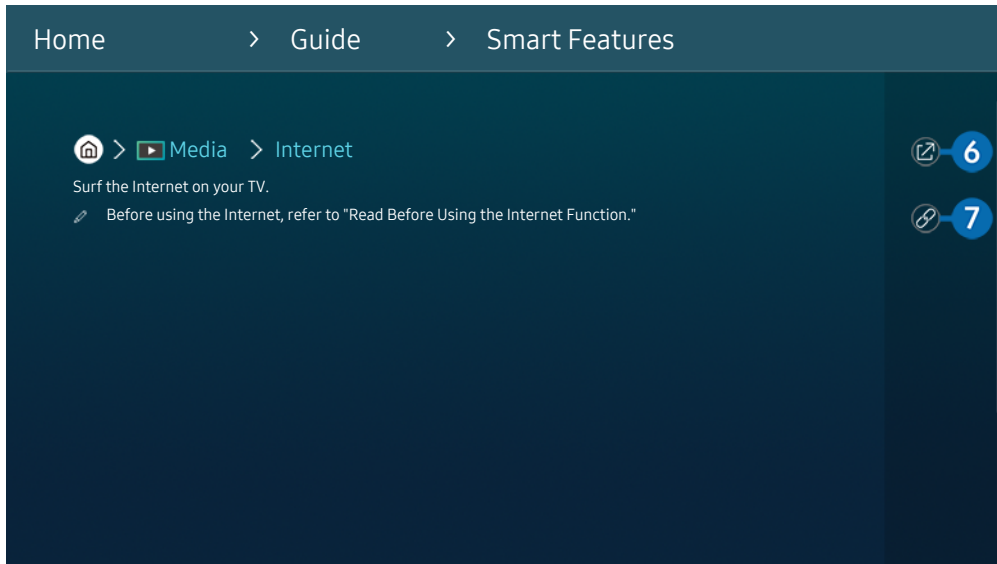 Home > Guide > Smart Features
> Media > Internet
6
Surf the Internet on your TV.
Before using the Internet, refer to "Read Before Using the Internet Function."
7